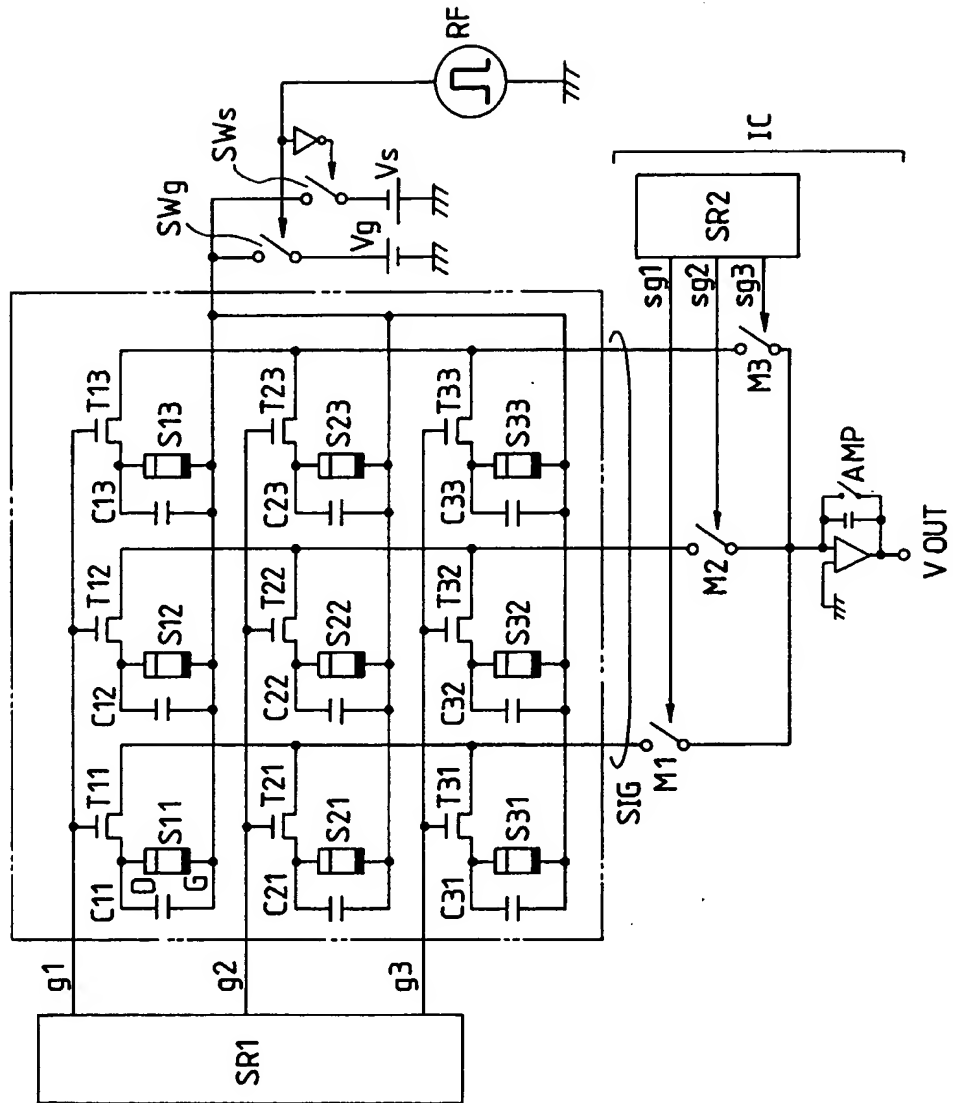 RF
SWs
SWg
Vs
Vg
IC
SR2
sg1
sg2
sg3
g1
g2
g3
SR1
T11
T12
T13
C11
S11
D
G
C12
S12
C13
S13
T21
T22
T23
C21
S21
C22
S22
C23
S23
T31
T32
T33
C31
S31
C32
S32
C33
S33
SIG
M1
M2
M3
AMP
V OUT